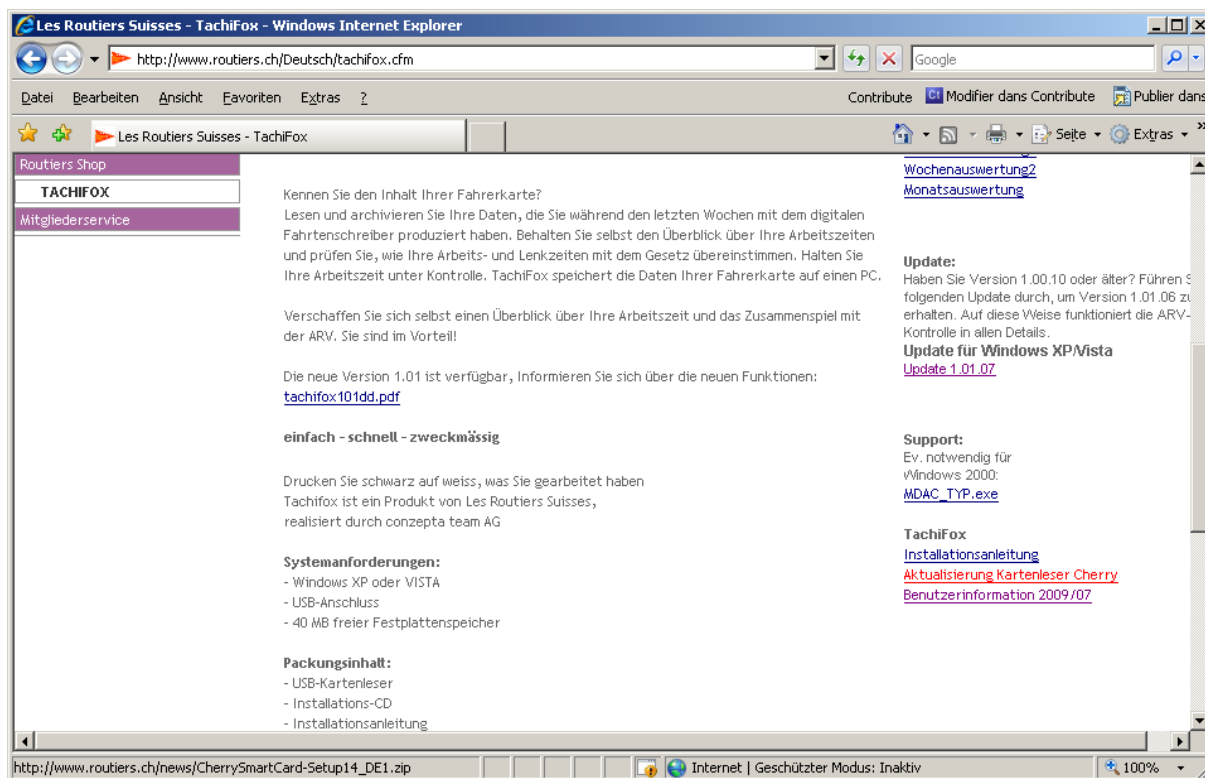 Les Routiers Suisses - TachiFox - Windows Internet Explorer
http://www.routiers.ch/Deutsch/tachifox.cfm
Google
Datei Bearbeiten Ansicht Favoriten Extras ?
Contribute Modifier dans Contribute Publier dans
Les Routiers Suisses - TachiFox
Seite Extras
Routiers Shop
TACHIFOX
Mitgliederservice
Kennen Sie den Inhalt Ihrer Fahrerkarte?
Lesen und archivieren Sie Ihre Daten, die Sie während den letzten Wochen mit dem digitalen
Fahrtenschreiber produziert haben. Behalten Sie selbst den Überblick über Ihre Arbeitszeiten
und prüfen Sie, wie Ihre Arbeits- und Lenkzeiten mit dem Gesetz übereinstimmen. Halten Sie
Ihre Arbeitszeit unter Kontrolle. TachiFox speichert die Daten Ihrer Fahrerkarte auf einen PC.
Verschaffen Sie sich selbst einen Überblick über Ihre Arbeitszeit und das Zusammenspiel mit
der ARV. Sie sind im Vorteil!
Die neue Version 1.01 ist verfügbar, Informieren Sie sich über die neuen Funktionen:
tachifox101dd.pdf
einfach - schnell - zweckmässig
Drucken Sie schwarz auf weiss, was Sie gearbeitet haben
Tachifox ist ein Produkt von Les Routiers Suisses,
realisiert durch conzepta team AG
Systemanforderungen:
- Windows XP oder VISTA
- USB-Anschluss
- 40 MB freier Festplattenspeicher
Packungsinhalt:
- USB-Kartenleser
- Installations-CD
- Installationsanleitung
Wochenauswertung2
Monatsauswertung
Update:
Haben Sie Version 1.00.10 oder älter? Führen S
folgenden Update durch, um Version 1.01.06 zu
erhalten. Auf diese Weise funktioniert die ARV-
Kontrolle in allen Details.
Update für Windows XP/Vista
Update 1.01.07
Support:
Ev. notwendig für
Windows 2000:
MDAC_TYP.exe
TachiFox
Installationsanleitung
Aktualisierung Kartenleser Cherry
Benutzerinformation 2009/07
http://www.routiers.ch/news/CherrySmartCard-Setup14_DE1.zip
Internet | Geschützter Modus: Inaktiv
100%